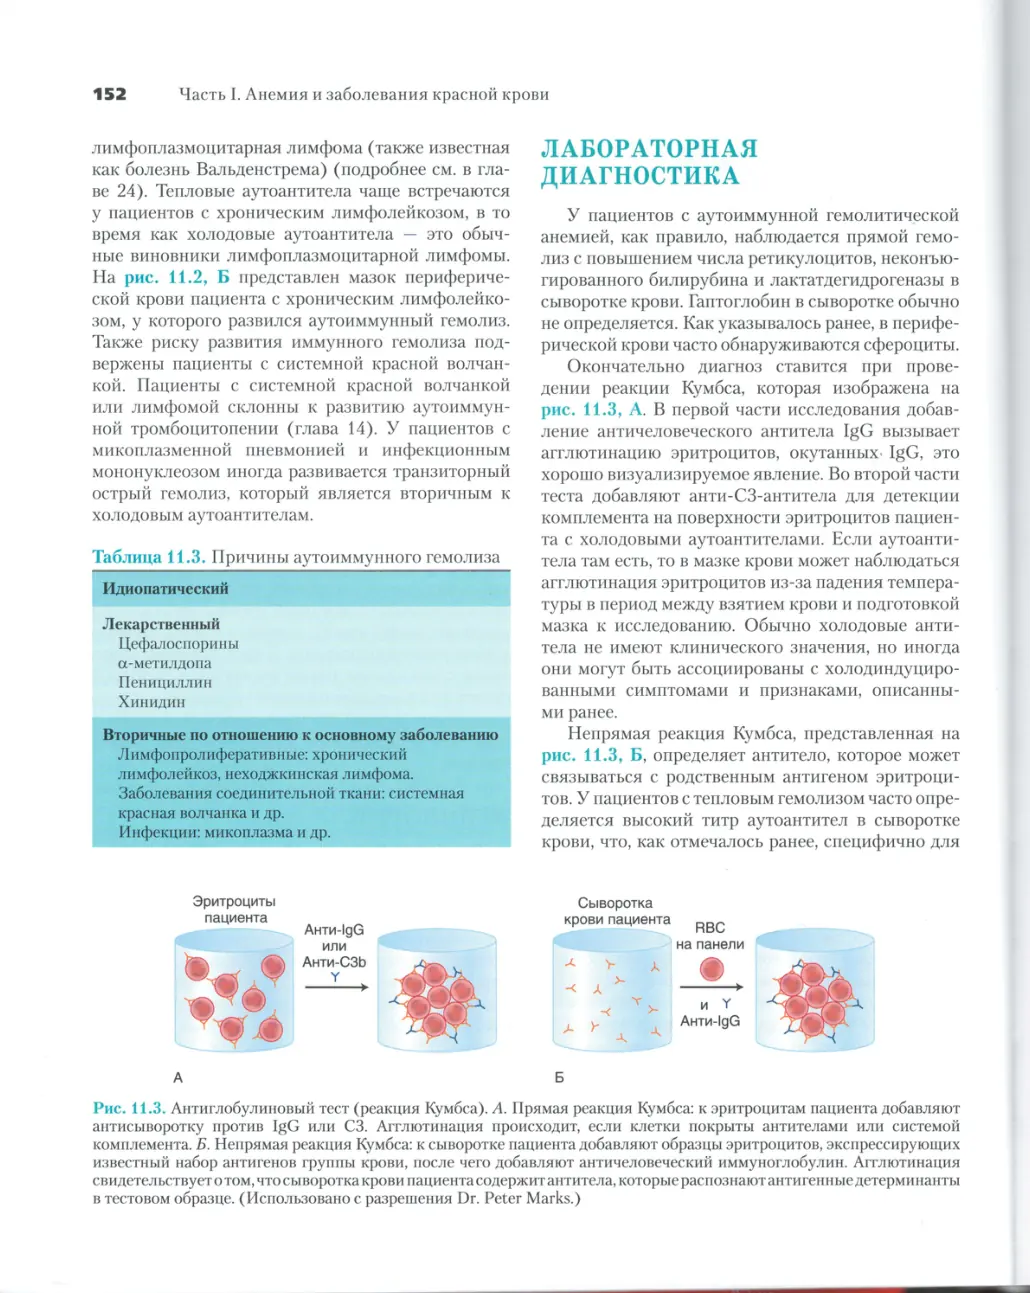 152
Часть I. Анемия и заболевания красной крови
лимфоплазмоцитарная лимфома (также известная
как болезнь Вальденстрема) (подробнее см. в гла-
ве 24). Тепловые аутоантитела чаще встречаются
у пациентов с хроническим лимфолейкозом, в то
время как холодовые аутоантитела — это обыч-
ные виновники лимфоплазмоцитарной лимфомы.
На рис. 11.2, Б представлен мазок перифериче-
ской крови пациента с хроническим лимфолейко-
зом, у которого развился аутоиммунный гемолиз.
Также риску развития иммунного гемолиза под-
вержены пациенты с системной красной волчан-
кой. Пациенты с системной красной волчанкой
или лимфомой склонны к развитию аутоиммун-
ной тромбоцитопении (глава 14). У пациентов с
микоплазменной пневмонией и инфекционным
мононуклеозом иногда развивается транзиторный
острый гемолиз, который является вторичным к
холодовым аутоантителам.
Таблица 11.3. Причины аутоиммунного гемолиза
Идиопатический
Лекарственный
Цефалоспорины
α-метилдопа
Пенициллин
Хинидин
Вторичные по отношению к основному заболеванию
Лимфопролиферативные: хронический
лимфолейкоз, неходжкинская лимфома.
Заболевания соединительной ткани: системная
красная волчанка и др.
Инфекции: микоплазма и др.
ЛАБОРАТОРНАЯ
ДИАГНОСТИКА
У пациентов с аутоиммунной гемолитической
анемией, как правило, наблюдается прямой гемо-
лиз с повышением числа ретикулоцитов, неконъю-
гированного билирубина и лактатдегидрогеназы в
сыворотке крови. Гаптоглобин в сыворотке обычно
не определяется. Как указывалось ранее, в перифе-
рической крови часто обнаруживаются сфероциты.
Окончательно диагноз ставится при прове-
дении реакции Кумбса, которая изображена на
рис. 11.3, А. В первой части исследования добав-
ление античеловеческого антитела IgG вызывает
агглютинацию эритроцитов, окутанных IgG, это
хорошо визуализируемое явление. Во второй части
теста добавляют анти-С3-антитела для детекции
комплемента на поверхности эритроцитов пациен-
та с холодовыми аутоантителами. Если аутоанти-
тела там есть, то в мазке крови может наблюдаться
агглютинация эритроцитов из-за падения темпера-
туры в период между взятием крови и подготовкой
мазка к исследованию. Обычно холодовые анти-
тела не имеют клинического значения, но иногда
они могут быть ассоциированы с холодиндуциро-
ванными симптомами и признаками, описанны-
ми ранее.
Непрямая реакция Кумбса, представленная на
рис. 11.3, Б, определяет антитело, которое может
связываться с родственным антигеном эритроци-
тов. У пациентов с тепловым гемолизом часто опре-
деляется высокий титр аутоантител в сыворотке
крови, что, как отмечалось ранее, специфично для
Эритроциты
пациента
Анти-IgG
или
Анти-C3b
А
Сыворотка
крови пациента
RBC
на панели
и
Анти-IgG
Б
Рис. 11.3. Антиглобулиновый тест (реакция Кумбса). А. Прямая реакция Кумбса: к эритроцитам пациента добавляют
антисыворотку против IgG или С3. Агглютинация происходит, если клетки покрыты антителами или системой
комплемента. Б. Непрямая реакция Кумбса: к сыворотке пациента добавляют образцы эритроцитов, экспрессирующих
известный набор антигенов группы крови, после чего добавляют античеловеческий иммуноглобулин. Агглютинация
свидетельствует о том, что сыворотка крови пациента содержит антитела, которые распознают антигенные детерминанты
в тестовом образце. (Использовано с разрешения Dr. Peter Marks.)